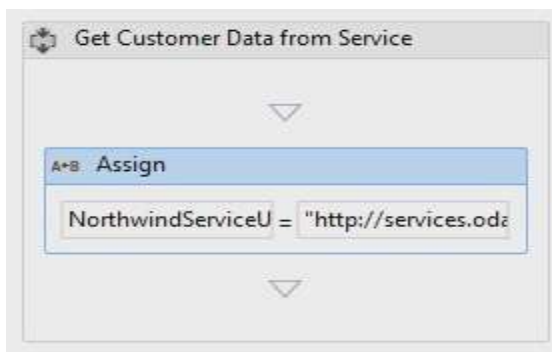 Get Customer Data from Service
A+B Assign
NorthwindServiceU = "http://services.oda